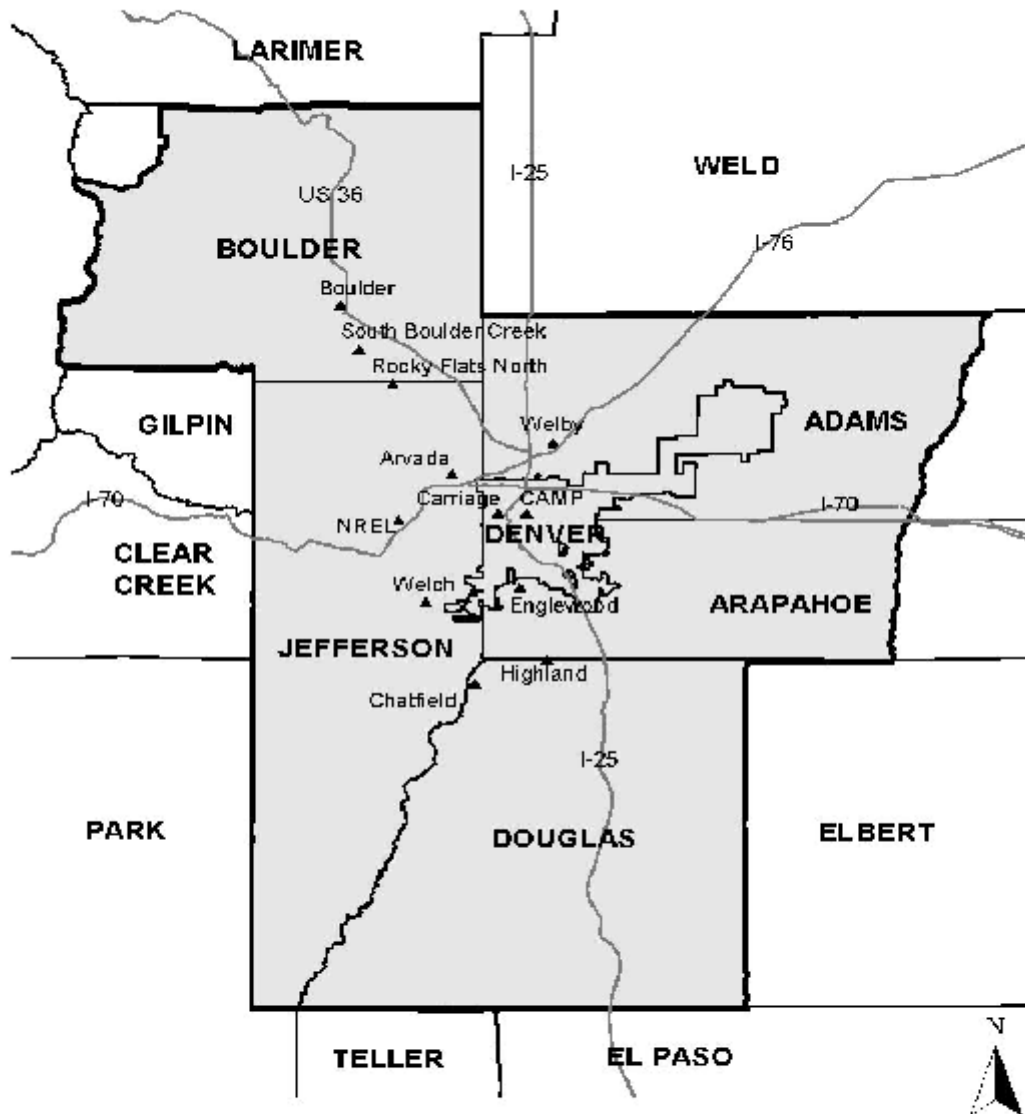 LARIMER
WELD
I-25
US 36
I-76
BOULDER
Boulder
South Boulder Creek
Rocky Flats North
GILPIN
ADAMS
Welby
Arvada
I-70
Carriage
CAMP
I-70
NREL
DENVER
CLEAR
CREEK
Welch
Englewood
ARAPAHOE
JEFFERSON
Highland
Chatfield
I-25
PARK
DOUGLAS
ELBERT
N
TELLER
EL PASO